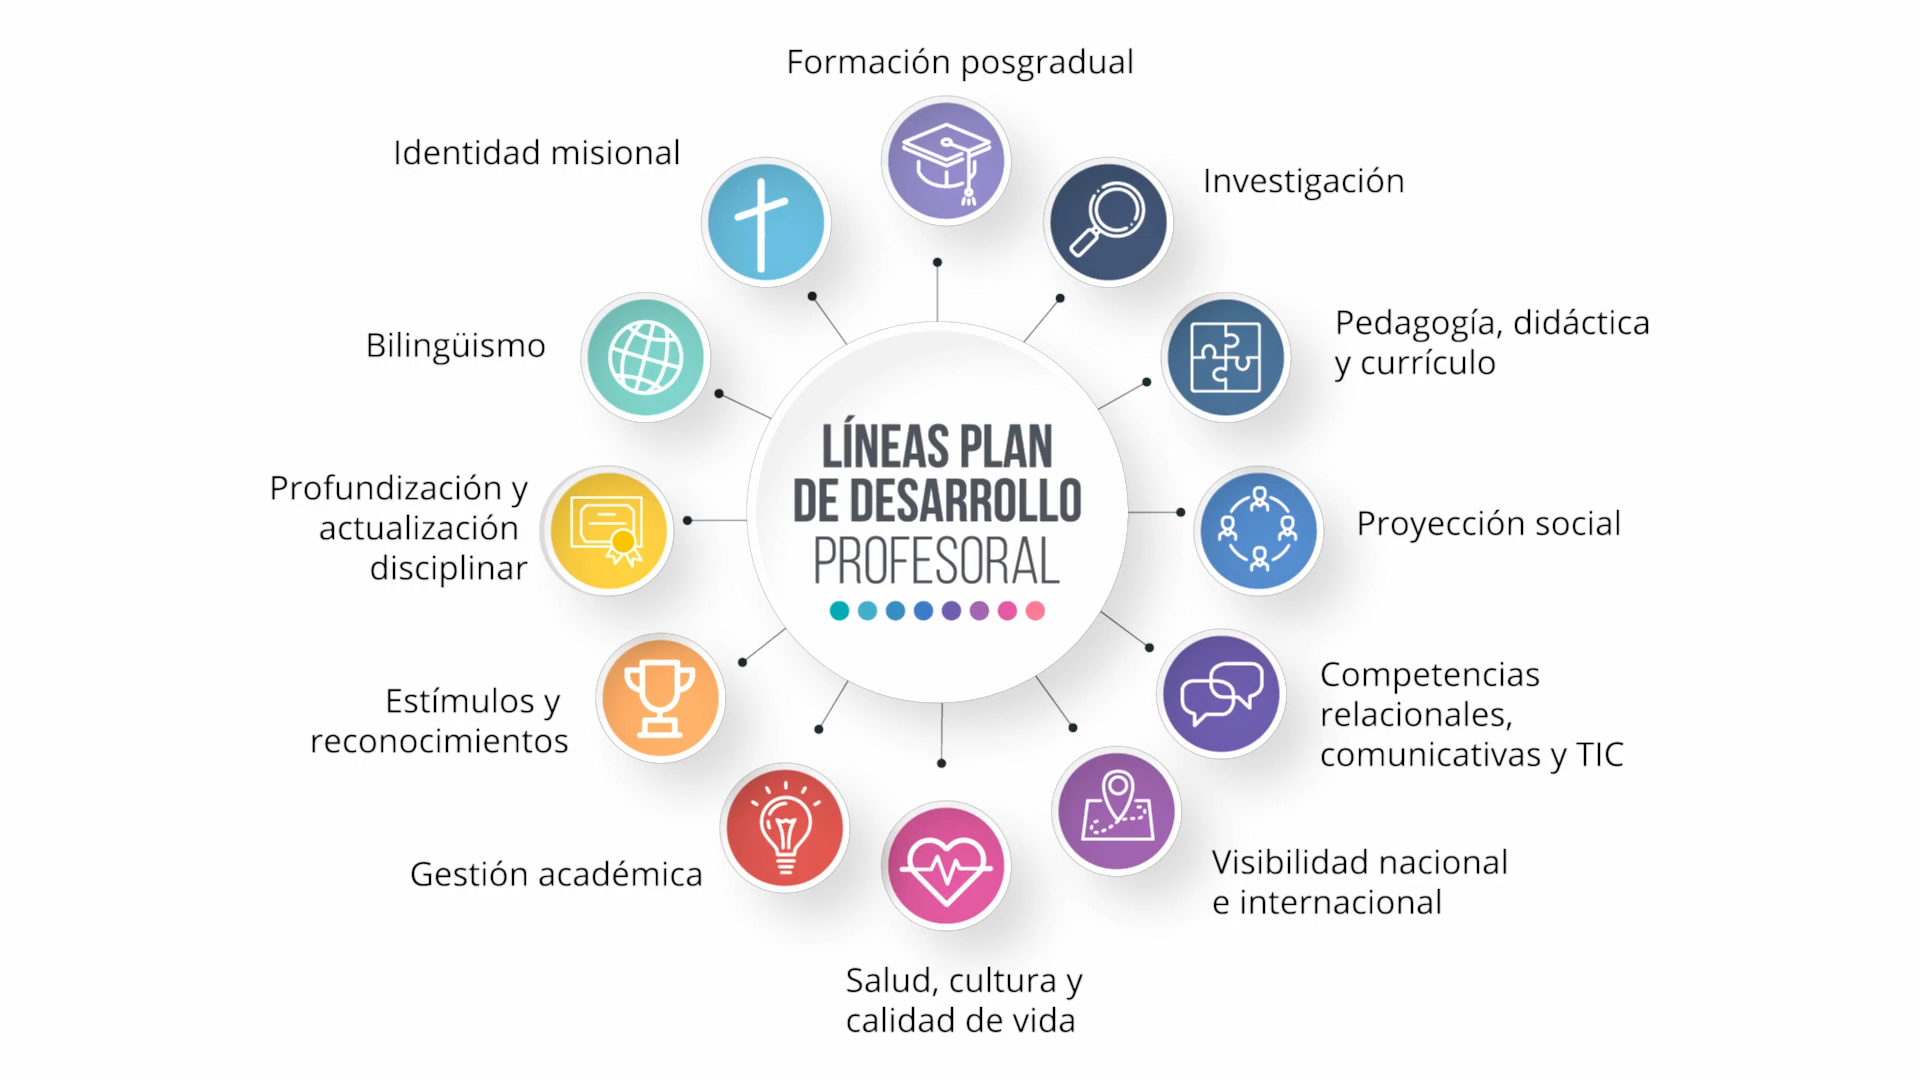 Formación posgradual
Identidad misional
Investigación
Pedagogía, didáctica
y currículo
Bilingüismo
LÍNEAS PLAN
DE DESARROLLO
PROFESORAL
Profundización y
actualización
disciplinar
Proyección social
Competencias
relacionales,
comunicativas y TIC
Estímulos y
reconocimientos
Visibilidad nacional
e internacional
Gestión académica
Salud, cultura y
calidad de vida